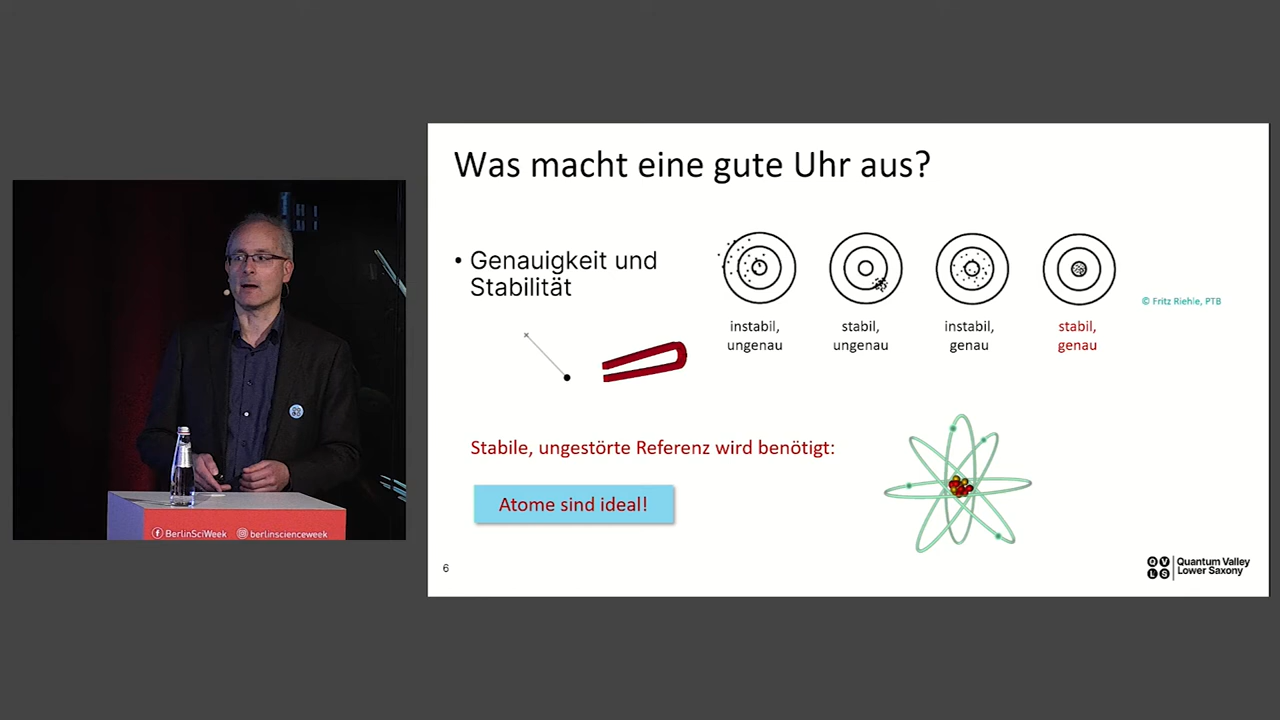 Was macht eine gute Uhr aus?
• Genauigkeit und
Stabilität
instabil,
ungenau
stabil,
ungenau
instabil,
genau
stabil,
genau
© Fritz Riehle, PTB
Stabile, ungestörte Referenz wird benötigt:
Atome sind ideal!
6
QVLS
Quantum Valley
Lower Saxony
BerlinSciWeek
berlinscienceweek